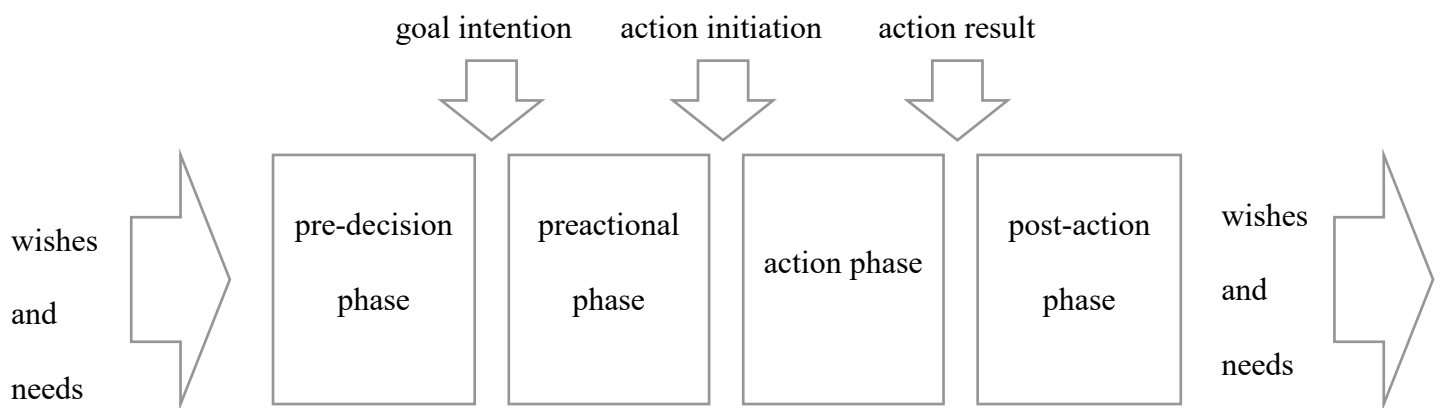 goal intention
action initiation
action result
wishes
and
needs
pre-decision
phase
preactional
phase
action phase
post-action
phase
wishes
and
needs